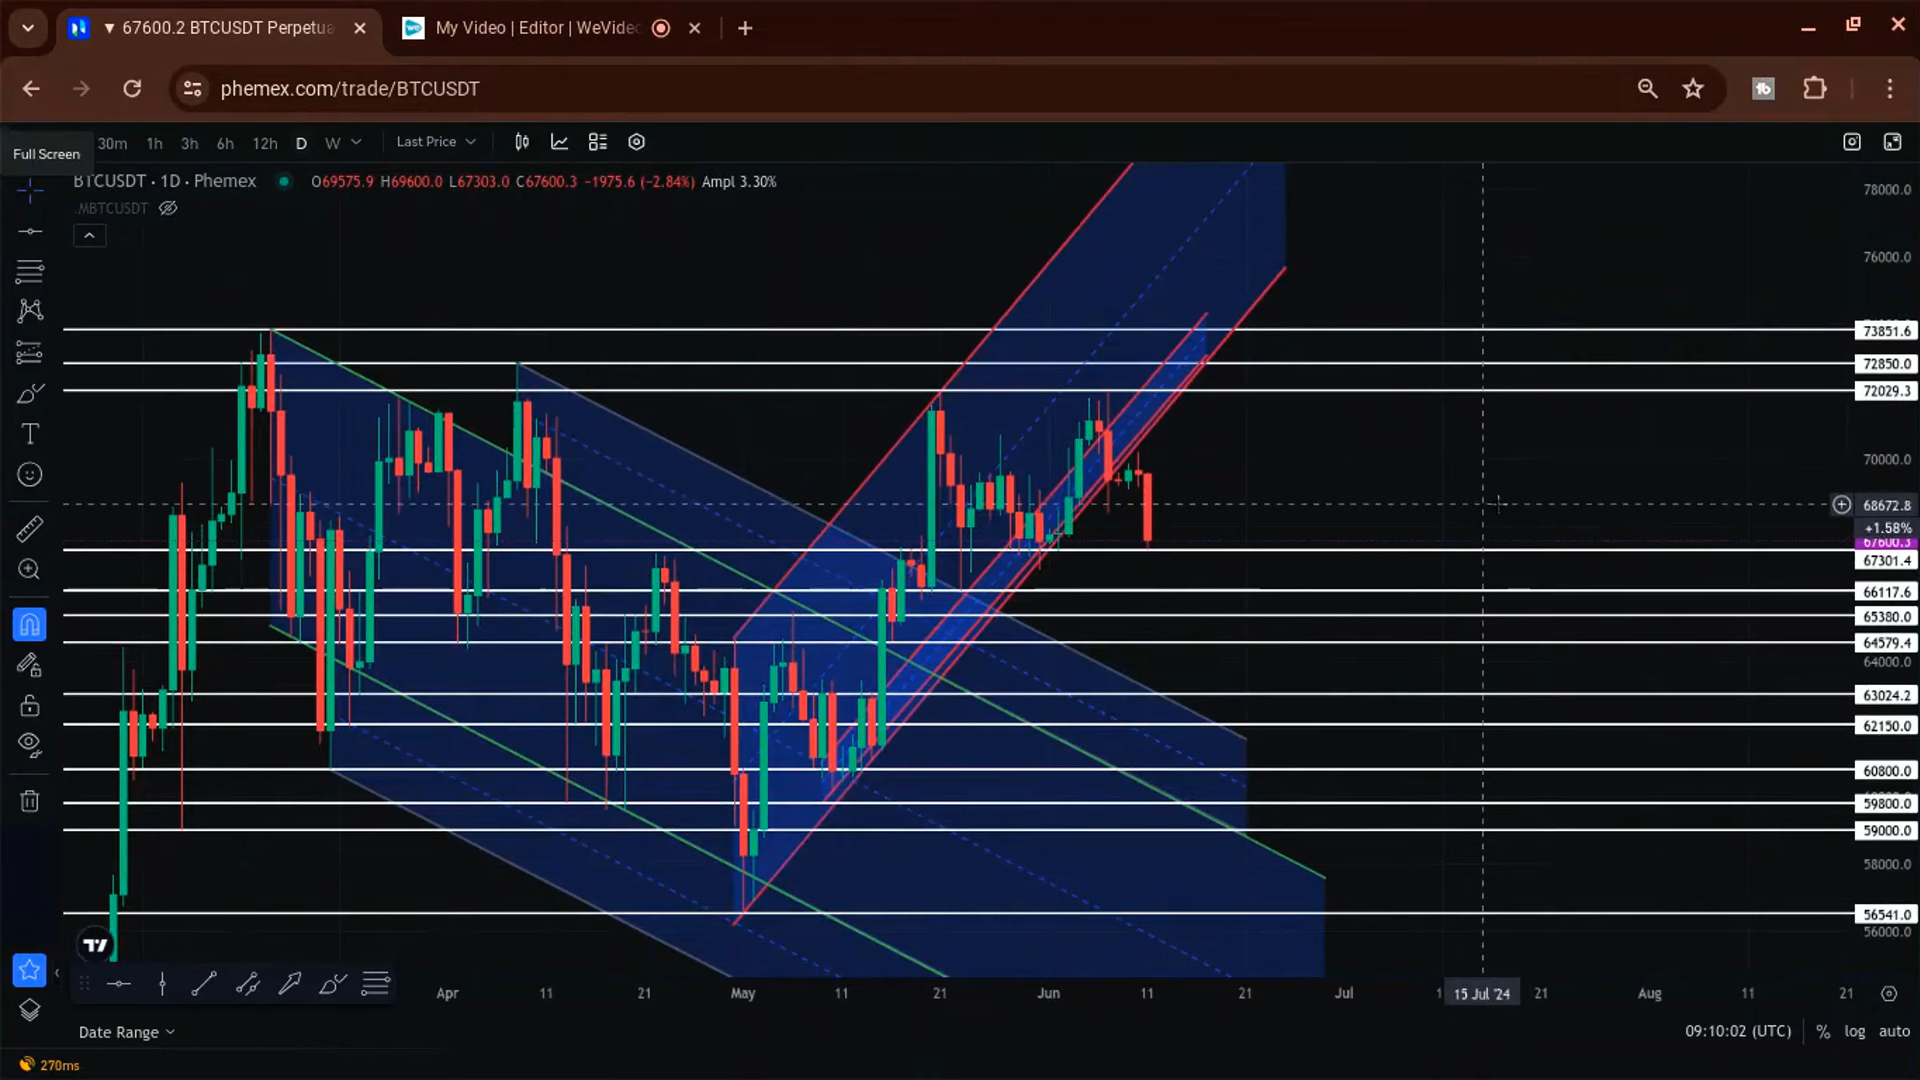 ▼ 67600.2 BTCUSDT Perpetua
My Video | Editor | WeVide
phemex.com/trade/BTCUSDT
30m 1h 3h 6h 12h D W Last Price
Full Screen
BTCUSDT · 1D · Phemex O69575.9 H69600.0 L67303.0 C67600.3 -1975.6 (-2.84%) Ampl 3.30%
.MBTCUSDT
78000.0
76000.0
73851.6
72850.0
72029.3
70000.0
68672.8
+1.58%
67600.3
67301.4
66117.6
65380.0
64579.4
64000.0
63024.2
62150.0
60800.0
59800.0
59000.0
58000.0
56541.0
56000.0
Apr 11 21 May 11 21 Jun 11 21 Jul 1 15 Jul '24 21 Aug 11 21
Date Range
09:10:02 (UTC) % log auto
270ms